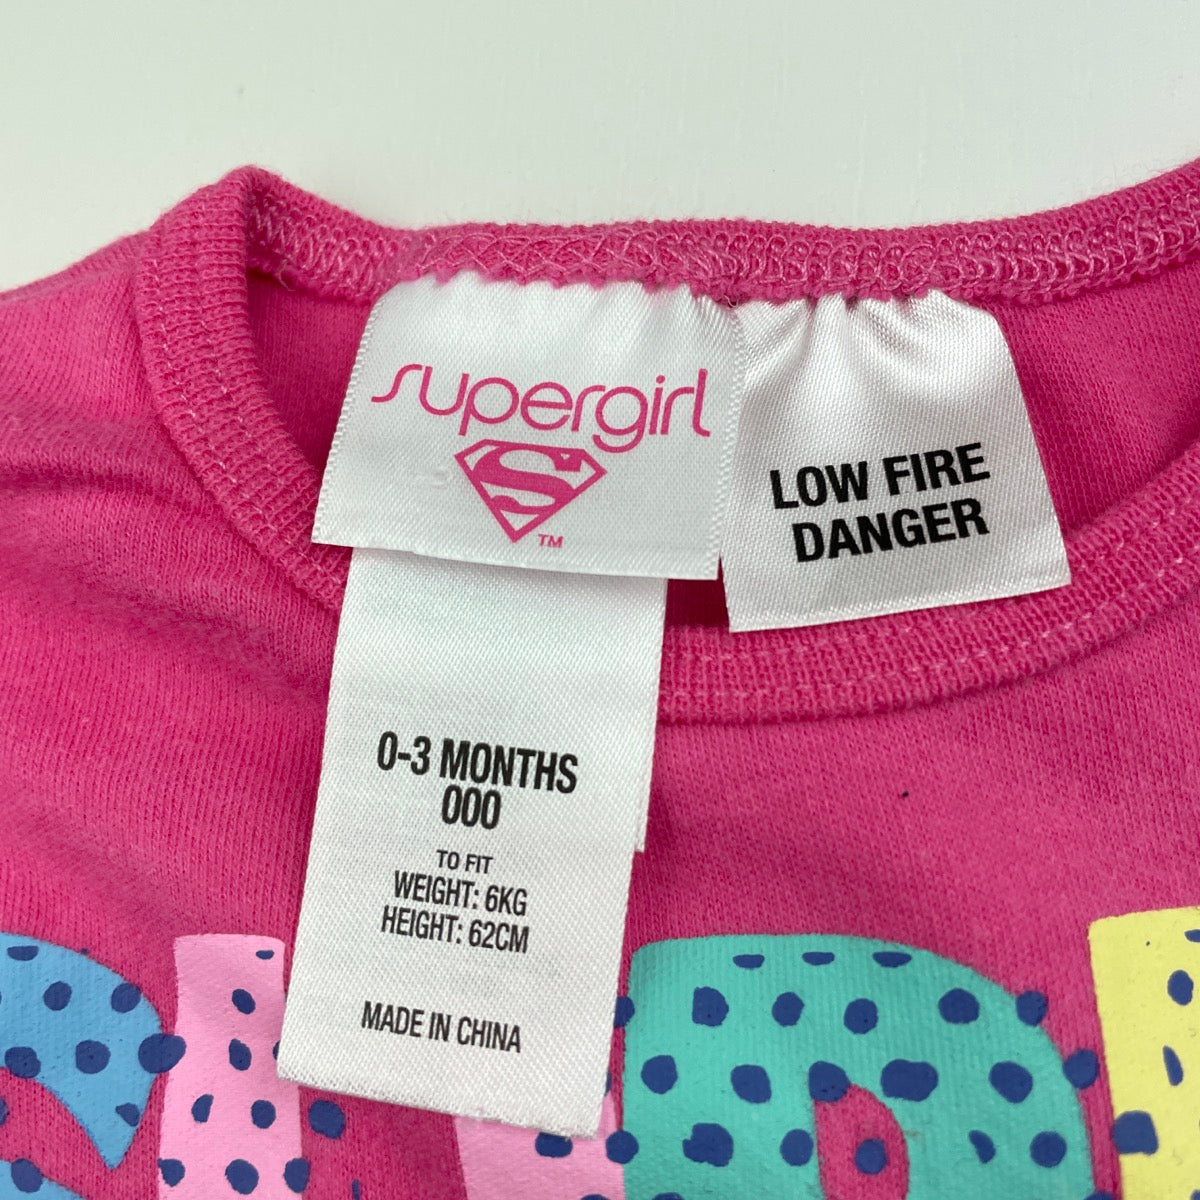 supergirl
S
TM
LOW FIRE
DANGER
0-3 MONTHS
000
TO FIT
WEIGHT: 6KG
HEIGHT: 62CM
MADE IN CHINA